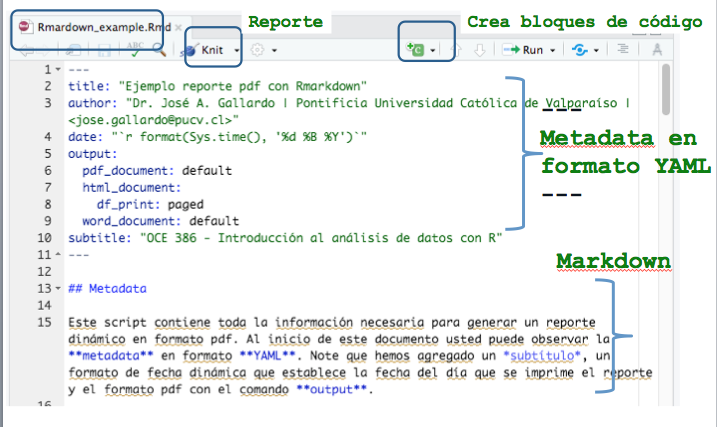 Rmardown_example.Rmd
Reporte
Crea bloques de código
ABC
Knit
Run
1 ---
2 title: "Ejemplo reporte pdf con Rmarkdown"
3 author: "Dr. José A. Gallardo | Pontificia Universidad Católica de Valparaíso |
<jose.gallardo@pucv.cl>"
4 date: "`r format(Sys.time(), '%d %B %Y')`"
5 output:
6 pdf_document: default
7 html_document:
8 df_print: paged
9 word_document: default
10 subtitle: "OCE 386 - Introducción al análisis de datos con R"
11 ---
---
Metadata en
formato YAML
---
Markdown
12
13 ## Metadata
14
15 Este script contiene toda la información necesaria para generar un reporte
dinámico en formato pdf. Al inicio de este documento usted puede observar la
**metadata** en formato **YAML**. Note que hemos agregado un *subtítulo*, un
formato de fecha dinámica que establece la fecha del día que se imprime el reporte
y el formato pdf con el comando **output**.
16